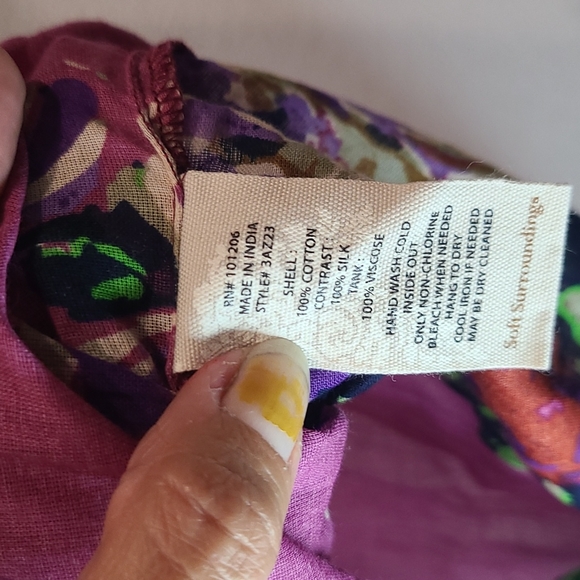 RN# 101206
MADE IN INDIA
STYLE# 3AZ23
SHELL:
100% COTTON
CONTRAST:
100% SILK
TANK:
100% VISCOSE
HAND WASH COLD
INSIDE OUT
ONLY NON-CHLORINE
BLEACH WHEN NEEDED
HANG TO DRY
COOL IRON IF NEEDED
MAY BE DRY CLEANED
Soft Surroundings